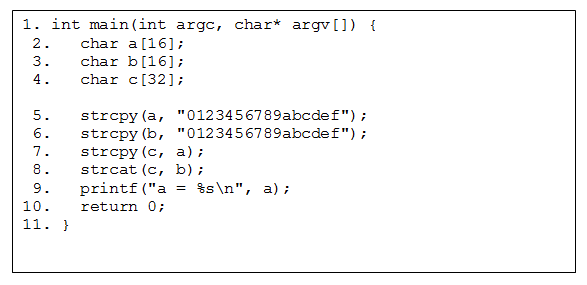 1. int main(int argc, char* argv[]) {
2. char a[16];
3. char b[16];
4. char c[32];
5. strcpy(a, "0123456789abcdef");
6. strcpy(b, "0123456789abcdef");
7. strcpy(c, a);
8. strcat(c, b);
9. printf("a = %s\n", a);
10. return 0;
11. }